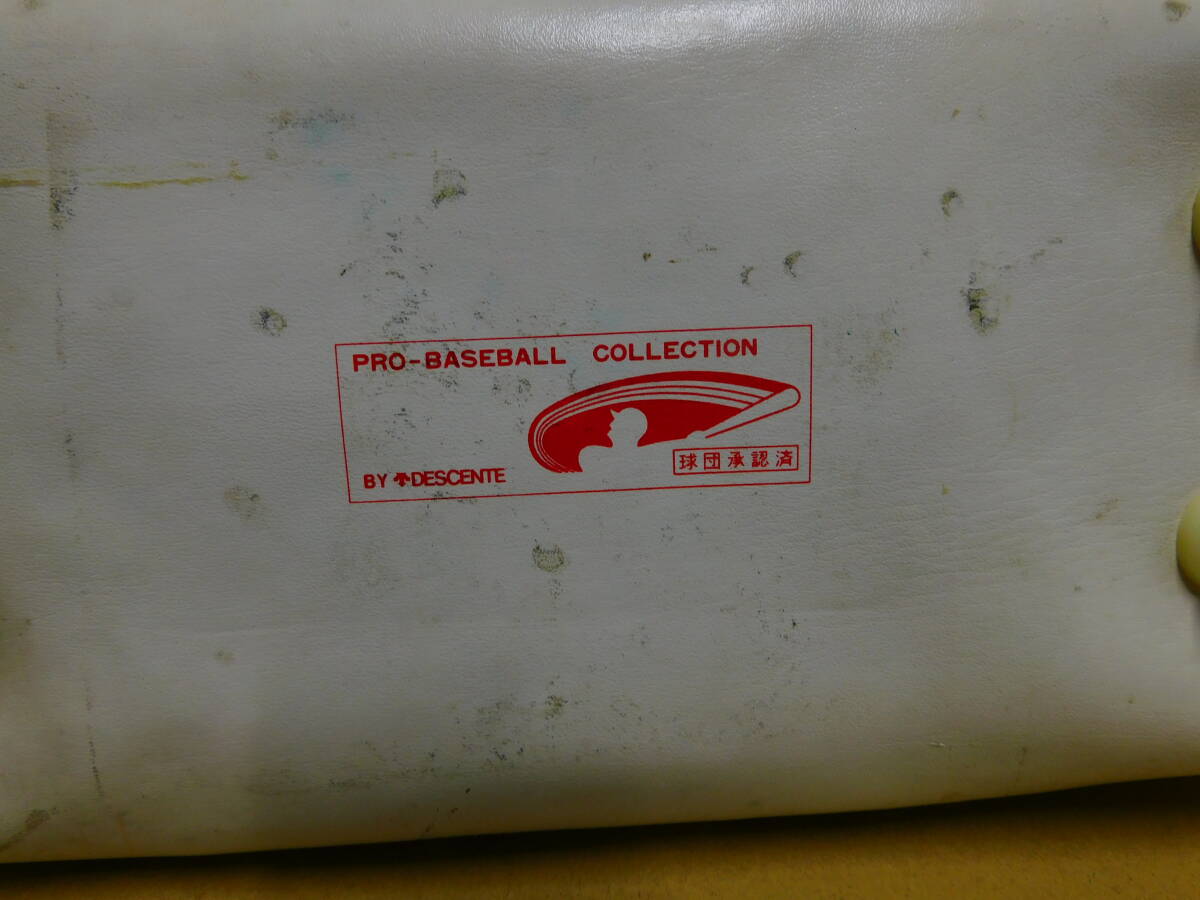 PRO-BASEBALL COLLECTION
BY DESCENTE
球団承認済